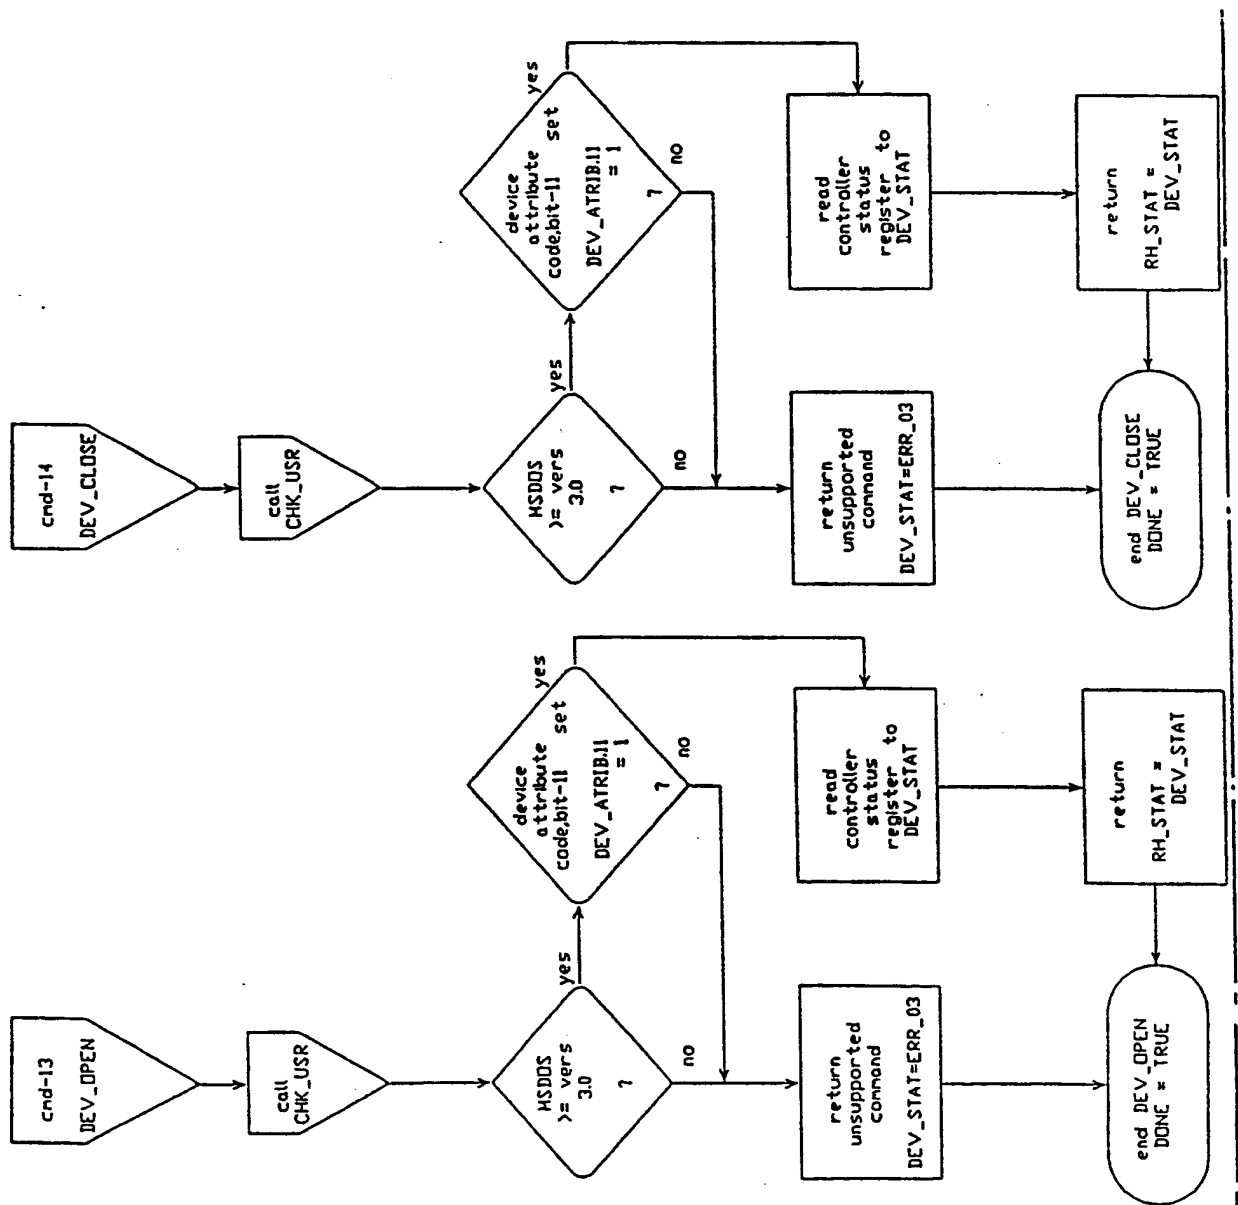 cmd-13
DEV_OPEN
call
CHK_USR
MSDOS
>= vers
3.0
?
yes
no
device
attribute
code,bit-11 set
DEV_ATRIB.11
= 1
?
yes
no
return
unsupported
command
DEV_STAT=ERR_03
read
controller
status
register to
DEV_STAT
return
RH_STAT =
DEV_STAT
end DEV_OPEN
DONE = TRUE
cmd-14
DEV_CLOSE
call
CHK_USR
MSDOS
>= vers
3.0
?
yes
no
device
attribute
code,bit-11 set
DEV_ATRIB.11
= 1
?
yes
no
return
unsupported
command
DEV_STAT=ERR_03
read
controller
status
register to
DEV_STAT
return
RH_STAT =
DEV_STAT
end DEV_CLOSE
DONE = TRUE